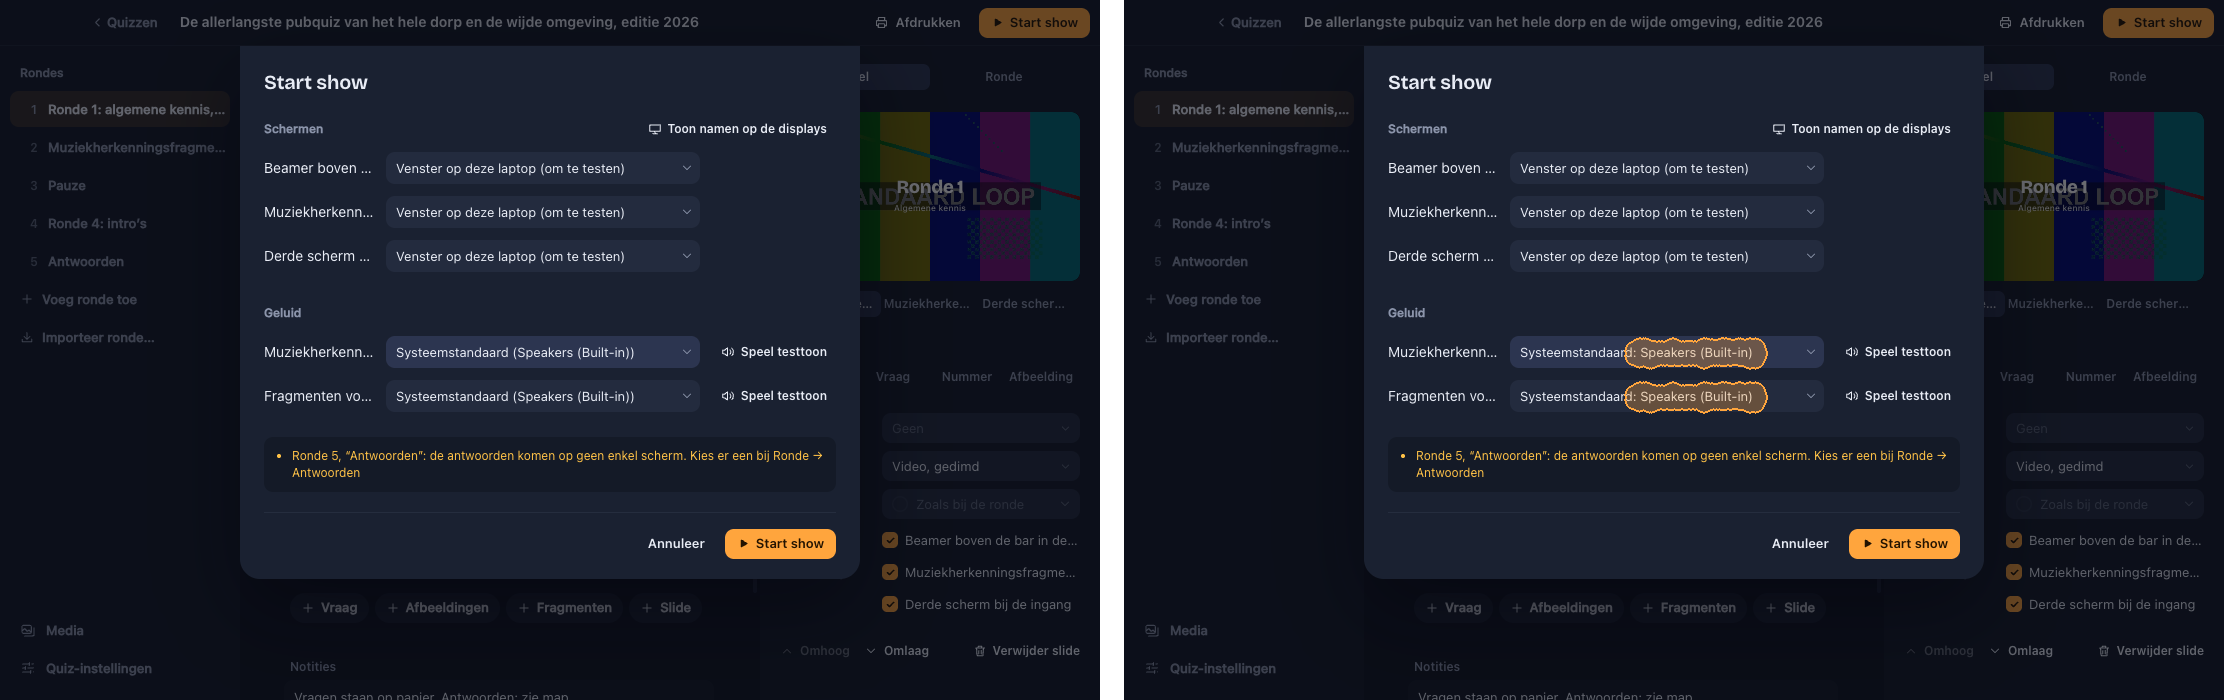 Quizzen De allerlangste pubquiz van het hele dorp en de wijde omgeving, editie 2026 Afdrukken Start show
Rondes
1 Ronde 1: algemene kennis,...
2 Muziekherkenningsfragme...
3 Pauze
4 Ronde 4: intro's
5 Antwoorden
Voeg ronde toe
Importeer ronde...
Media
Quiz-instellingen
Start show
Schermen Toon namen op de displays
Beamer boven ... Venster op deze laptop (om te testen)
Muziekherkenn... Venster op deze laptop (om te testen)
Derde scherm ... Venster op deze laptop (om te testen)
Geluid
Muziekherkenn... Systeemstandaard (Speakers (Built-in)) Speel testtoon
Fragmenten vo... Systeemstandaard (Speakers (Built-in)) Speel testtoon
• Ronde 5, “Antwoorden”: de antwoorden komen op geen enkel scherm. Kies er een bij Ronde →
Antwoorden
Annuleer Start show
Ronde
Ronde 1
LOOP
Algemene kennis
Muziekherke... Derde scher...
Vraag Nummer Afbeelding
Geen
Video, gedimd
Zoals bij de ronde
Beamer boven de bar in de...
Muziekherkenningsfragme...
Derde scherm bij de ingang
Vraag Afbeeldingen Fragmenten Slide
Omhoog Omlaag Verwijder slide
Notities
Vragen staan op papier. Antwoorden: zie map
Quizzen De allerlangste pubquiz van het hele dorp en de wijde omgeving, editie 2026 Afdrukken Start show
Rondes
1 Ronde 1: algemene kennis,...
2 Muziekherkenningsfragme...
3 Pauze
4 Ronde 4: intro's
5 Antwoorden
Voeg ronde toe
Importeer ronde...
Media
Quiz-instellingen
Start show
Schermen Toon namen op de displays
Beamer boven ... Venster op deze laptop (om te testen)
Muziekherkenn... Venster op deze laptop (om te testen)
Derde scherm ... Venster op deze laptop (om te testen)
Geluid
Muziekherkenn... Systeemstandaard: Speakers (Built-in) Speel testtoon
Fragmenten vo... Systeemstandaard: Speakers (Built-in) Speel testtoon
• Ronde 5, “Antwoorden”: de antwoorden komen op geen enkel scherm. Kies er een bij Ronde →
Antwoorden
Annuleer Start show
Ronde
Ronde 1
LOOP
Algemene kennis
Muziekherke... Derde scher...
Vraag Nummer Afbeelding
Geen
Video, gedimd
Zoals bij de ronde
Beamer boven de bar in de...
Muziekherkenningsfragme...
Derde scherm bij de ingang
Vraag Afbeeldingen Fragmenten Slide
Omhoog Omlaag Verwijder slide
Notities
Vragen staan op papier. Antwoorden: zie map